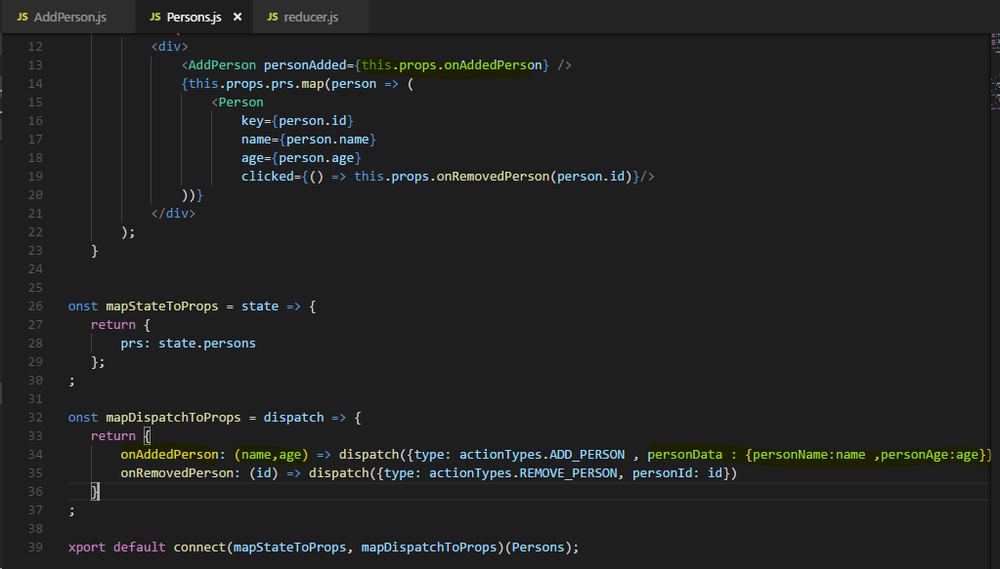 JS AddPerson.js JS Persons.js × JS reducer.js
12 <div>
13 <AddPerson personAdded={this.props.onAddedPerson} />
14 {this.props.prs.map(person => (
15 <Person
16 key={person.id}
17 name={person.name}
18 age={person.age}
19 clicked={() => this.props.onRemovedPerson(person.id)}/>
20 ))}
21 </div>
22 );
23 }
24
25
26 onst mapStateToProps = state => {
27 return {
28 prs: state.persons
29 };
30 ;
31
32 onst mapDispatchToProps = dispatch => {
33 return {
34 onAddedPerson: (name,age) => dispatch({type: actionTypes.ADD_PERSON , personData : {personName:name ,personAge:age}}
35 onRemovedPerson: (id) => dispatch({type: actionTypes.REMOVE_PERSON, personId: id})
36 }
37 ;
38
39 xport default connect(mapStateToProps, mapDispatchToProps)(Persons);